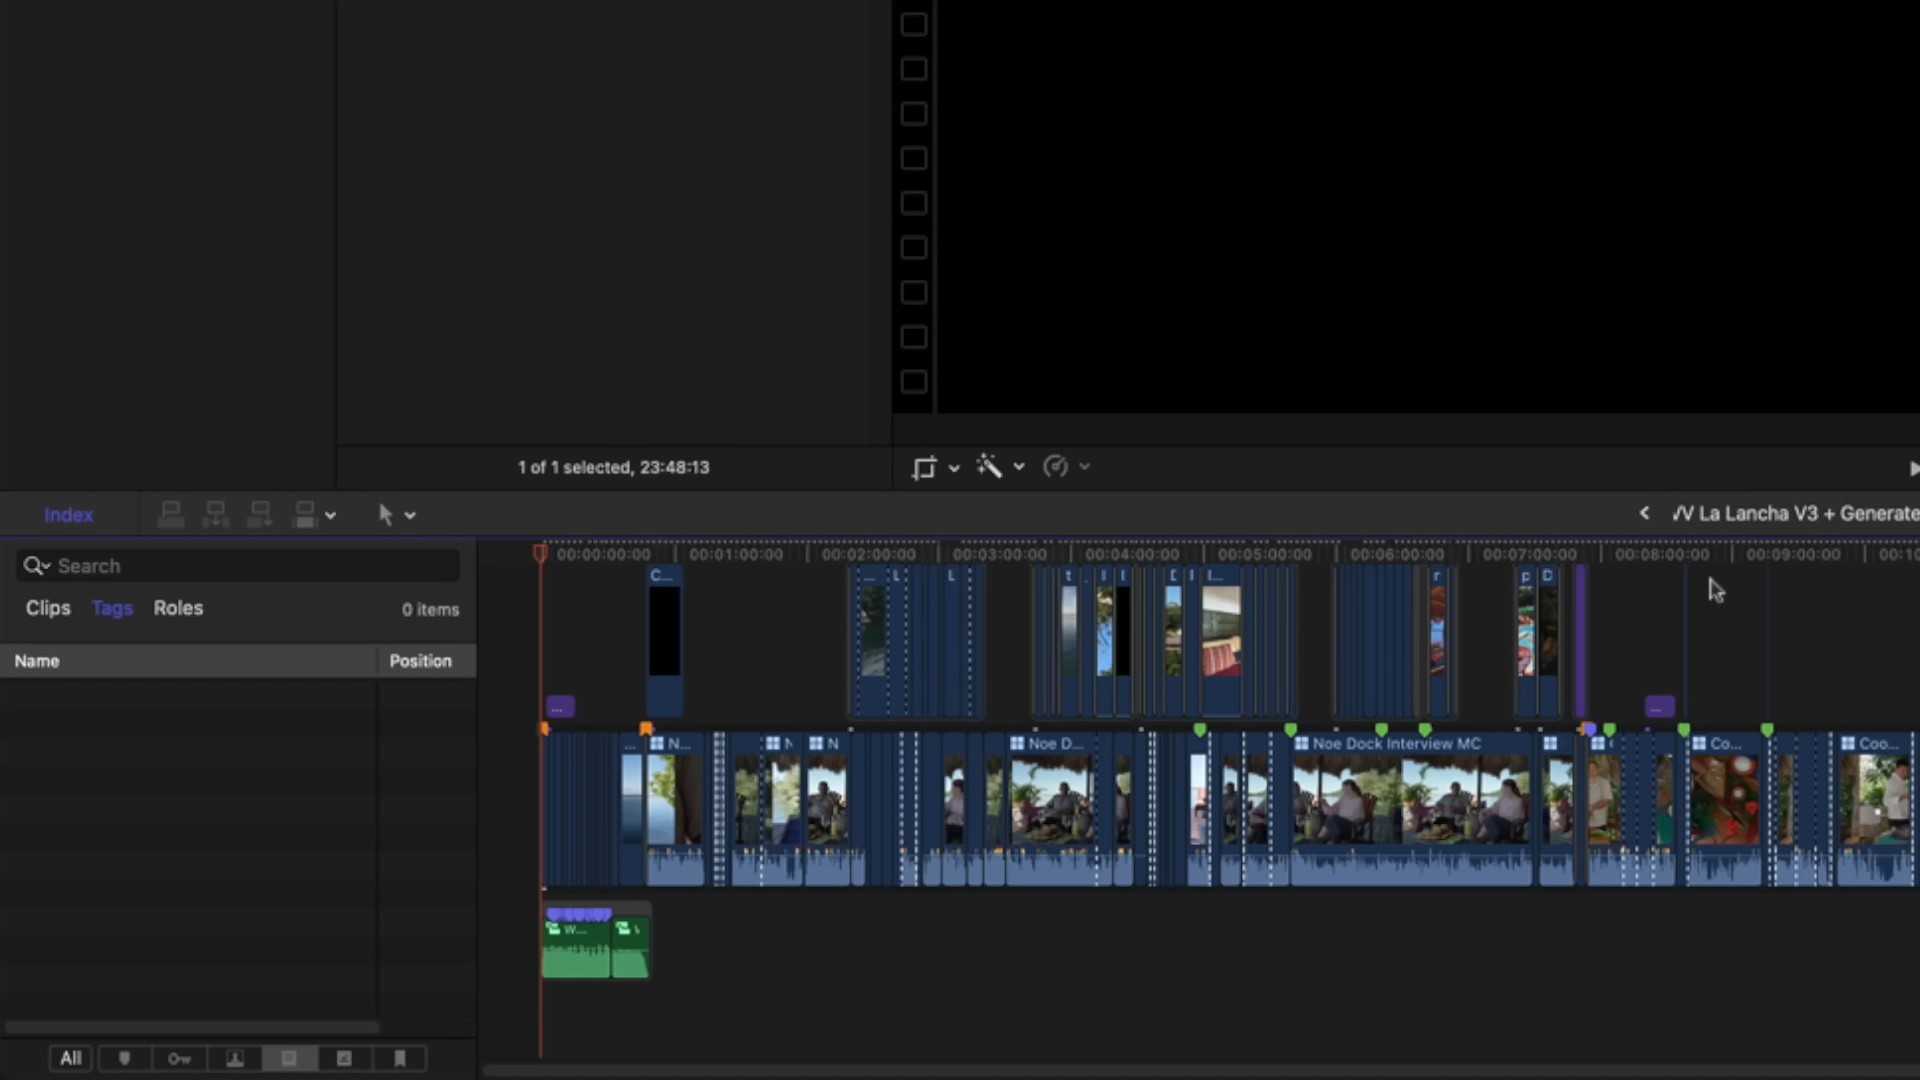 1 of 1 selected, 23:48:13
Index
La Lancha V3 + Generate
Search
00:00:00:00
00:01:00:00
00:02:00:00
00:03:00:00
00:04:00:00
00:05:00:00
00:06:00:00
00:07:00:00
00:08:00:00
00:09:00:00
00:10
Clips
Tags
Roles
0 items
Name
Position
C...
...
L
L
t
I...
r
p
D
...
...
...
N...
N
N
Noe D...
Noe Dock Interview MC
Co...
Coo...
W...
All